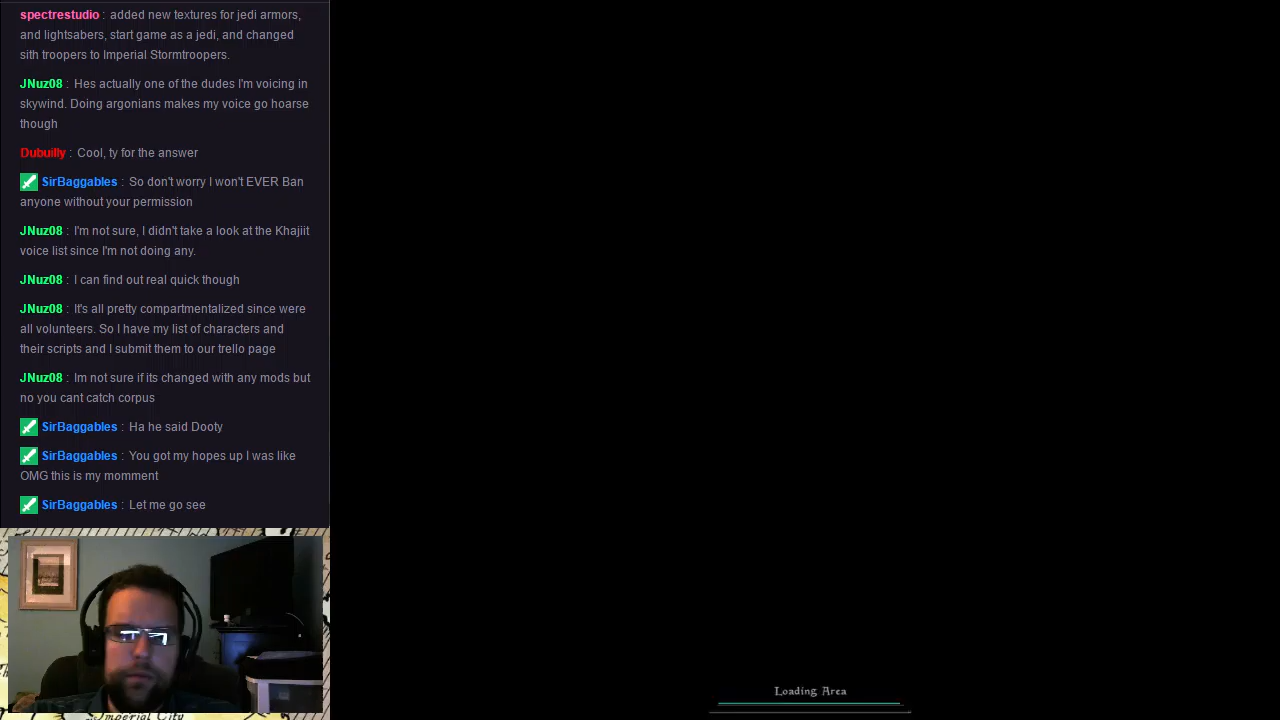 spectrestudio : added new textures for jedi armors,
and lightsabers, start game as a jedi, and changed
sith troopers to Imperial Stormtroopers.
JNuz08 : Hes actually one of the dudes I'm voicing in
skywind. Doing argonians makes my voice go hoarse
though
Dubuilly : Cool, ty for the answer
SirBaggables : So don't worry I won't EVER Ban
anyone without your permission
JNuz08 : I'm not sure, I didn't take a look at the Khajiit
voice list since I'm not doing any.
JNuz08 : I can find out real quick though
JNuz08 : It's all pretty compartmentalized since were
all volunteers. So I have my list of characters and
their scripts and I submit them to our trello page
JNuz08 : Im not sure if its changed with any mods but
no you cant catch corpus
SirBaggables : Ha he said Dooty
SirBaggables : You got my hopes up I was like
OMG this is my momment
SirBaggables : Let me go see
Loading Area
Imperial City